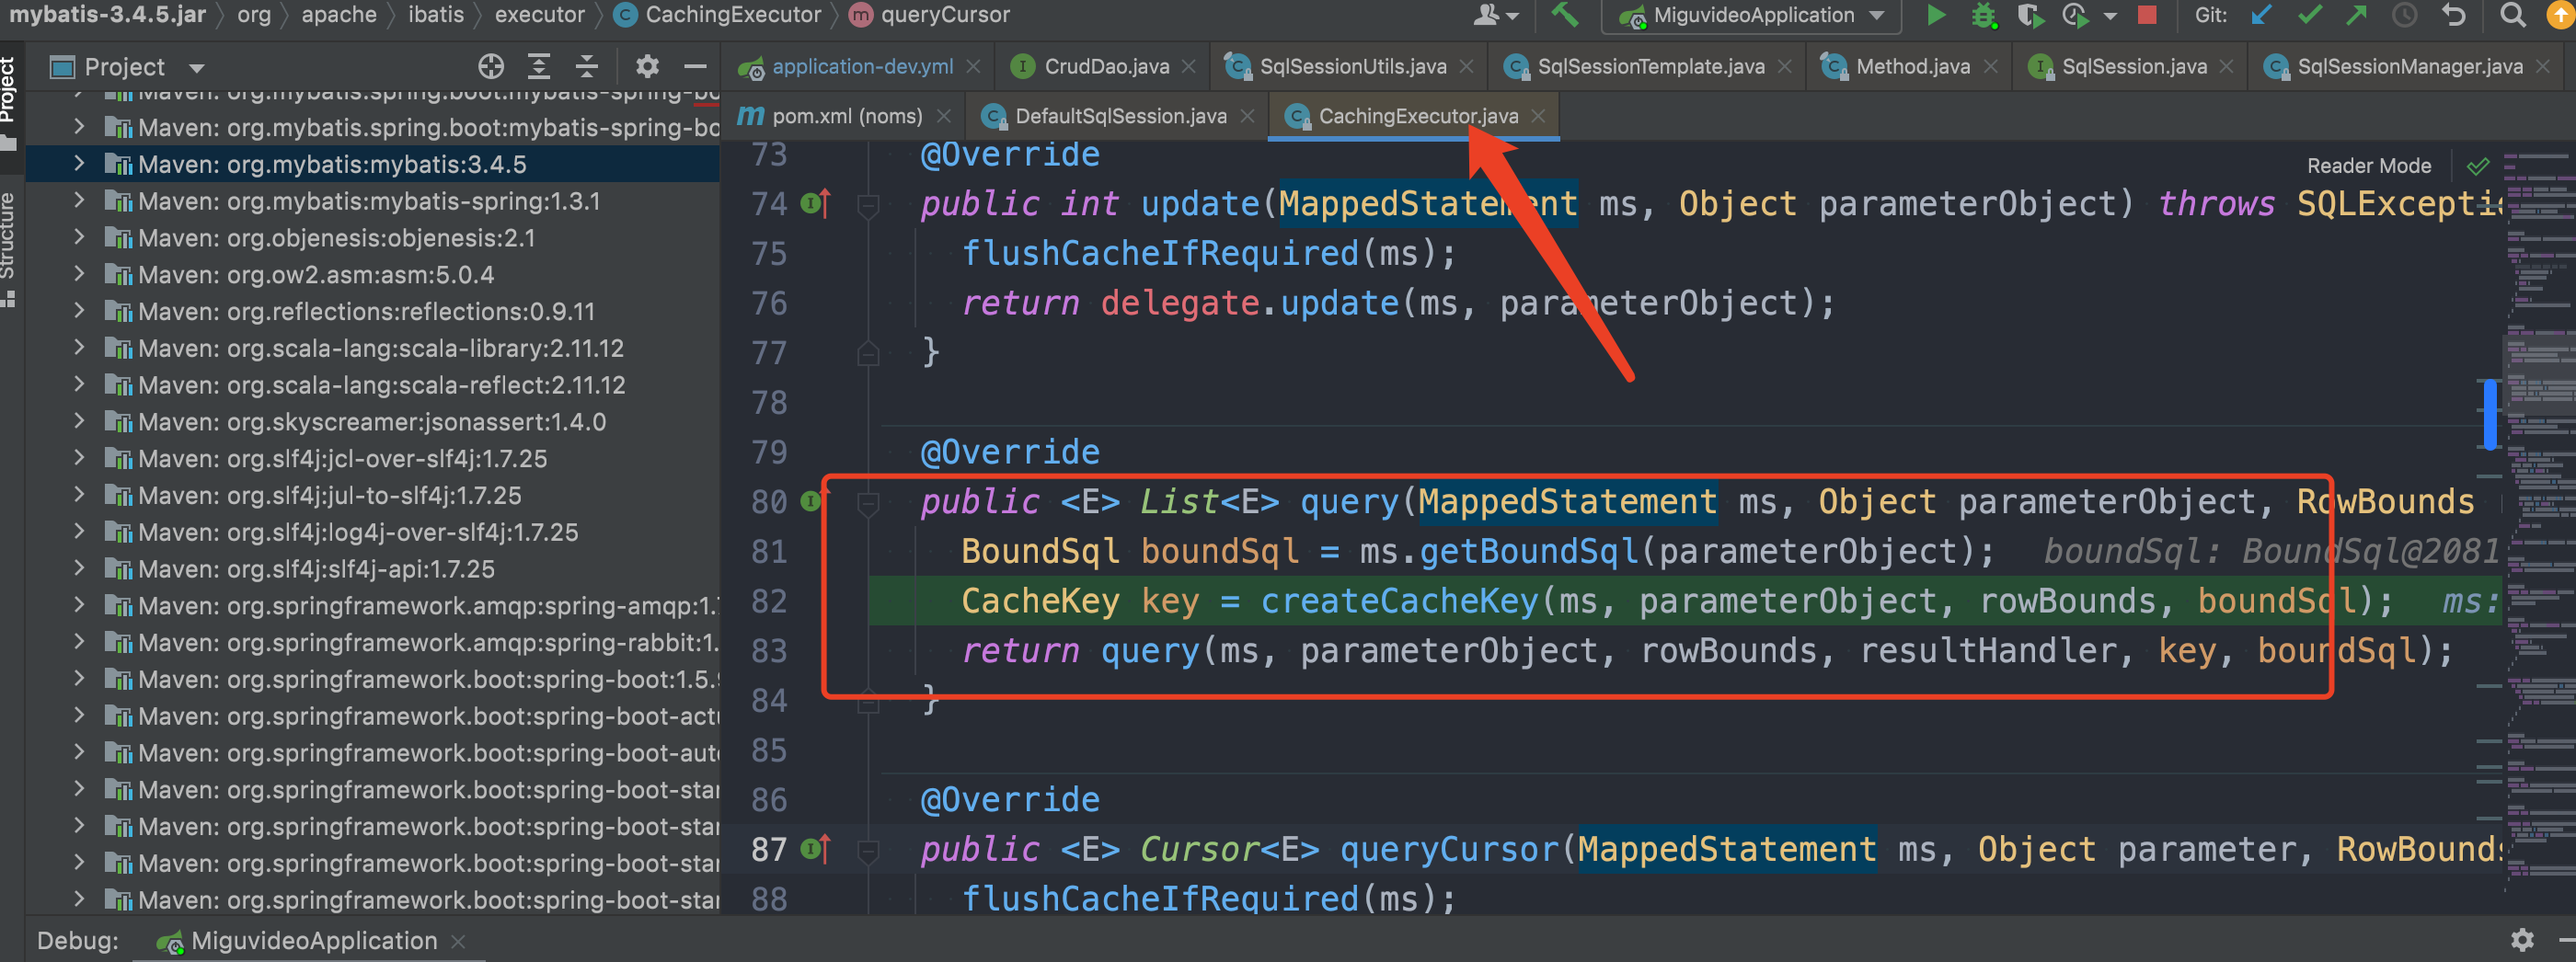 mybatis-3.4.5.jar org apache ibatis executor CachingExecutor queryCursor MiguvideoApplication Git:
Project
application-dev.yml CrudDao.java SqlSessionUtils.java SqlSessionTemplate.java Method.java SqlSession.java SqlSessionManager.java
pom.xml (noms) DefaultSqlSession.java CachingExecutor.java
Project
Structure
Maven: org.mybatis.spring.boot:mybatis-spring-bo
Maven: org.mybatis.spring.boot:mybatis-spring-bo
Maven: org.mybatis:mybatis:3.4.5
Maven: org.mybatis:mybatis-spring:1.3.1
Maven: org.objenesis:objenesis:2.1
Maven: org.ow2.asm:asm:5.0.4
Maven: org.reflections:reflections:0.9.11
Maven: org.scala-lang:scala-library:2.11.12
Maven: org.scala-lang:scala-reflect:2.11.12
Maven: org.skyscreamer:jsonassert:1.4.0
Maven: org.slf4j:jcl-over-slf4j:1.7.25
Maven: org.slf4j:jul-to-slf4j:1.7.25
Maven: org.slf4j:log4j-over-slf4j:1.7.25
Maven: org.slf4j:slf4j-api:1.7.25
Maven: org.springframework.amqp:spring-amqp:1.7
Maven: org.springframework.amqp:spring-rabbit:1.
Maven: org.springframework.boot:spring-boot:1.5.9
Maven: org.springframework.boot:spring-boot-actu
Maven: org.springframework.boot:spring-boot-auto
Maven: org.springframework.boot:spring-boot-star
Maven: org.springframework.boot:spring-boot-star
Maven: org.springframework.boot:spring-boot-star
Maven: org.springframework.boot:spring-boot-star
Reader Mode
73 @Override
74 public int update(MappedStatement ms, Object parameterObject) throws SQLExcepti
75 flushCacheIfRequired(ms);
76 return delegate.update(ms, parameterObject);
77 }
78
79 @Override
80 public <E> List<E> query(MappedStatement ms, Object parameterObject, RowBounds
81 BoundSql boundSql = ms.getBoundSql(parameterObject); boundSql: BoundSql@2081
82 CacheKey key = createCacheKey(ms, parameterObject, rowBounds, boundSql); ms:
83 return query(ms, parameterObject, rowBounds, resultHandler, key, boundSql);
84 }
85
86 @Override
87 public <E> Cursor<E> queryCursor(MappedStatement ms, Object parameter, RowBounds
88 flushCacheIfRequired(ms);
Debug: MiguvideoApplication